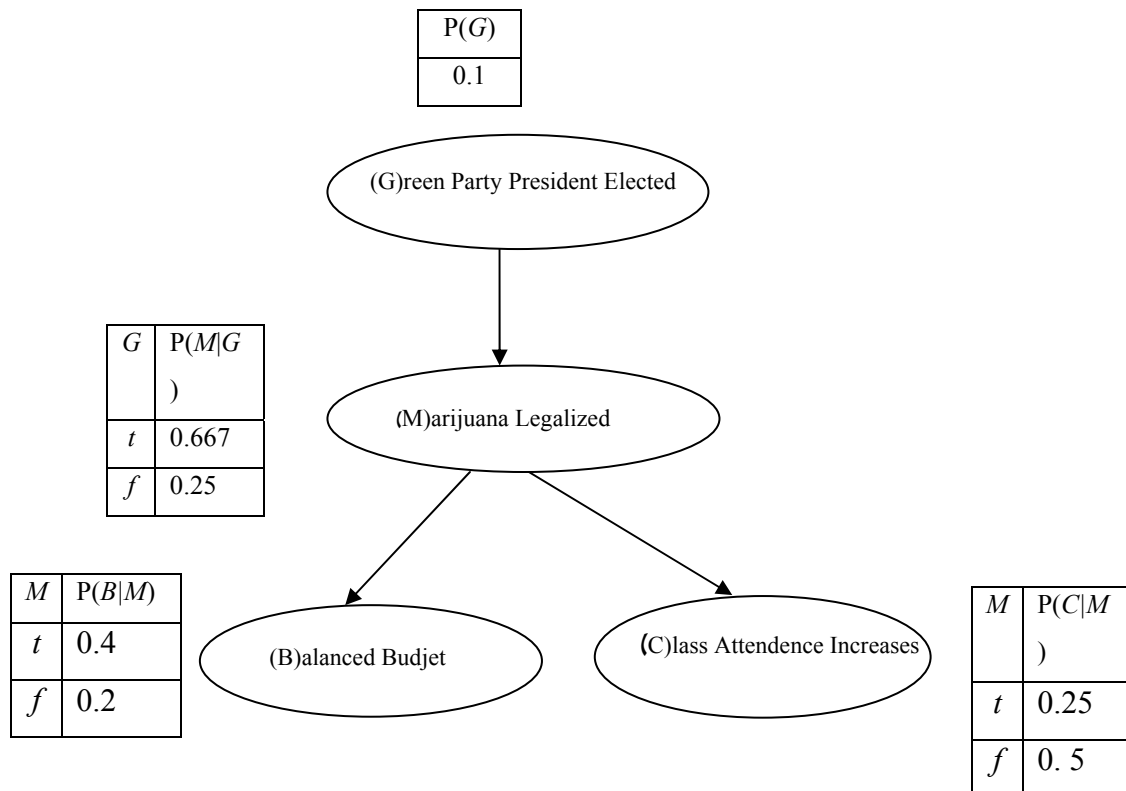 P(G)
0.1
(G)reen Party President Elected
G P(M|G
)
t 0.667
f 0.25
(M)arijuana Legalized
M P(B|M)
t 0.4
f 0.2
(B)alanced Budjet
(C)lass Attendence Increases
M P(C|M
)
t 0.25
f 0. 5